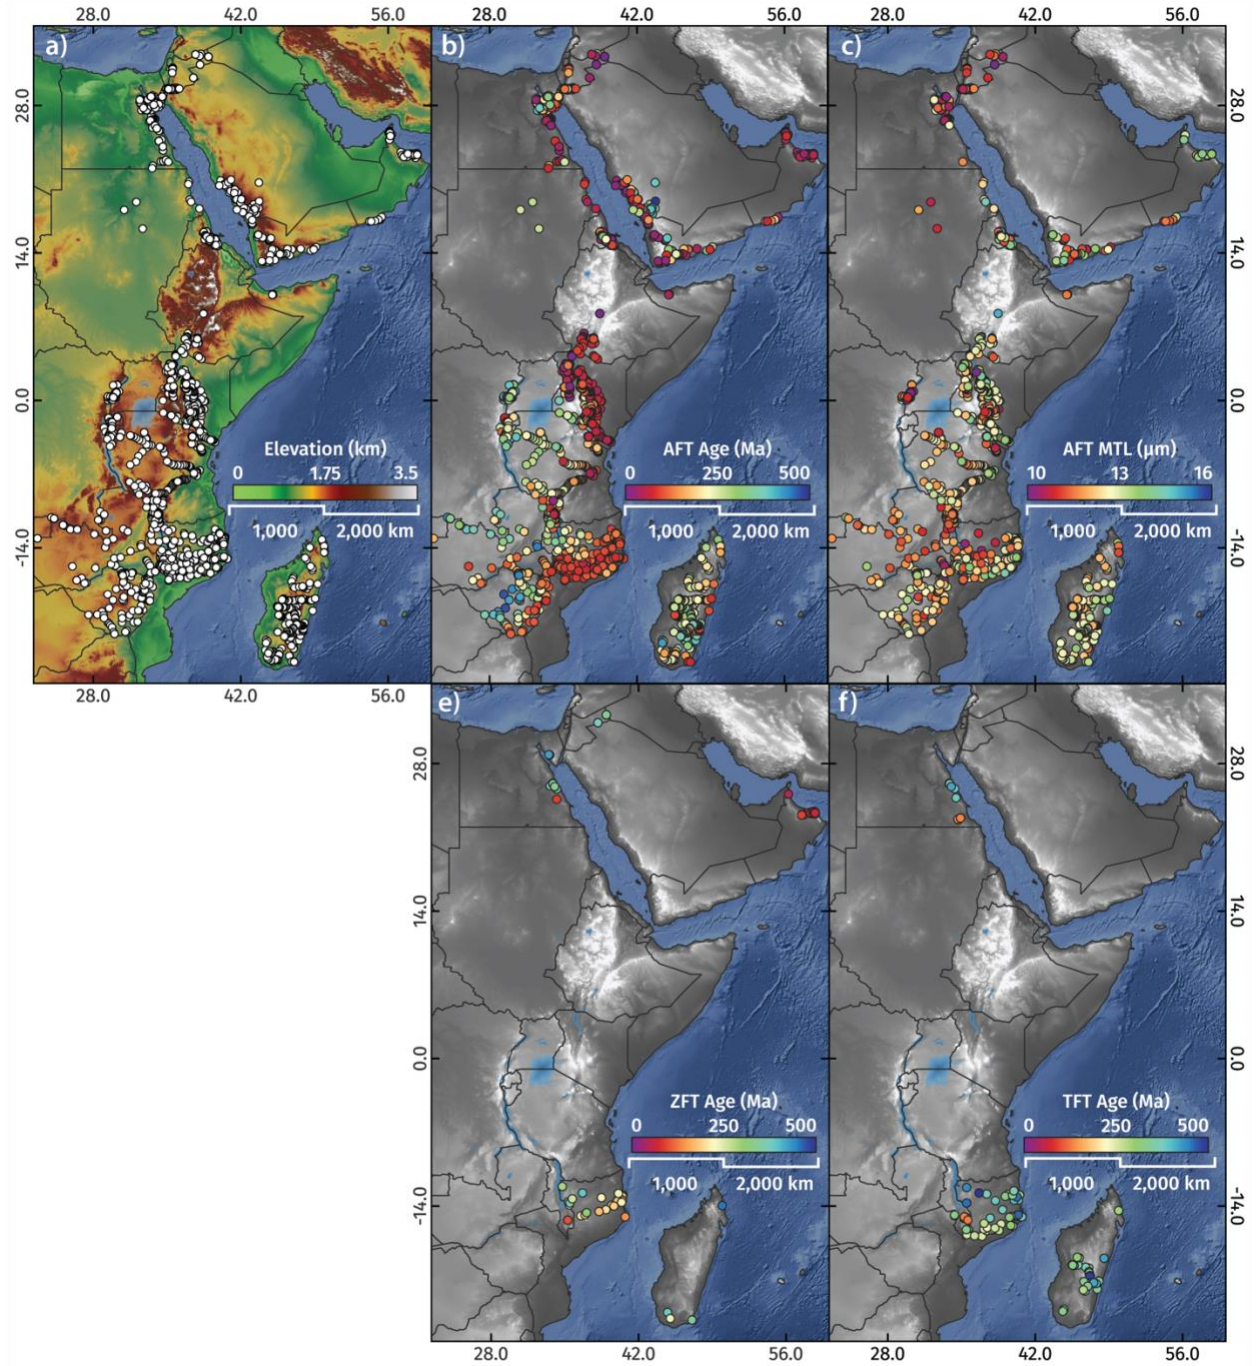 28.0 42.0 56.0 28.0 42.0 56.0 28.0 42.0 56.0
a) b) c)
28.0 28.0
14.0 14.0
0.0 0.0
Elevation (km) AFT Age (Ma) AFT MTL (μm)
0 1.75 3.5 0 250 500 10 13 16
1,000 2,000 km 1,000 2,000 km 1,000 2,000 km
-14.0 -14.0
28.0 42.0 56.0
e) f)
28.0 28.0
14.0 14.0
0.0 0.0
ZFT Age (Ma) TFT Age (Ma)
0 250 500 0 250 500
1,000 2,000 km 1,000 2,000 km
-14.0 -14.0
28.0 42.0 56.0 28.0 42.0 56.0